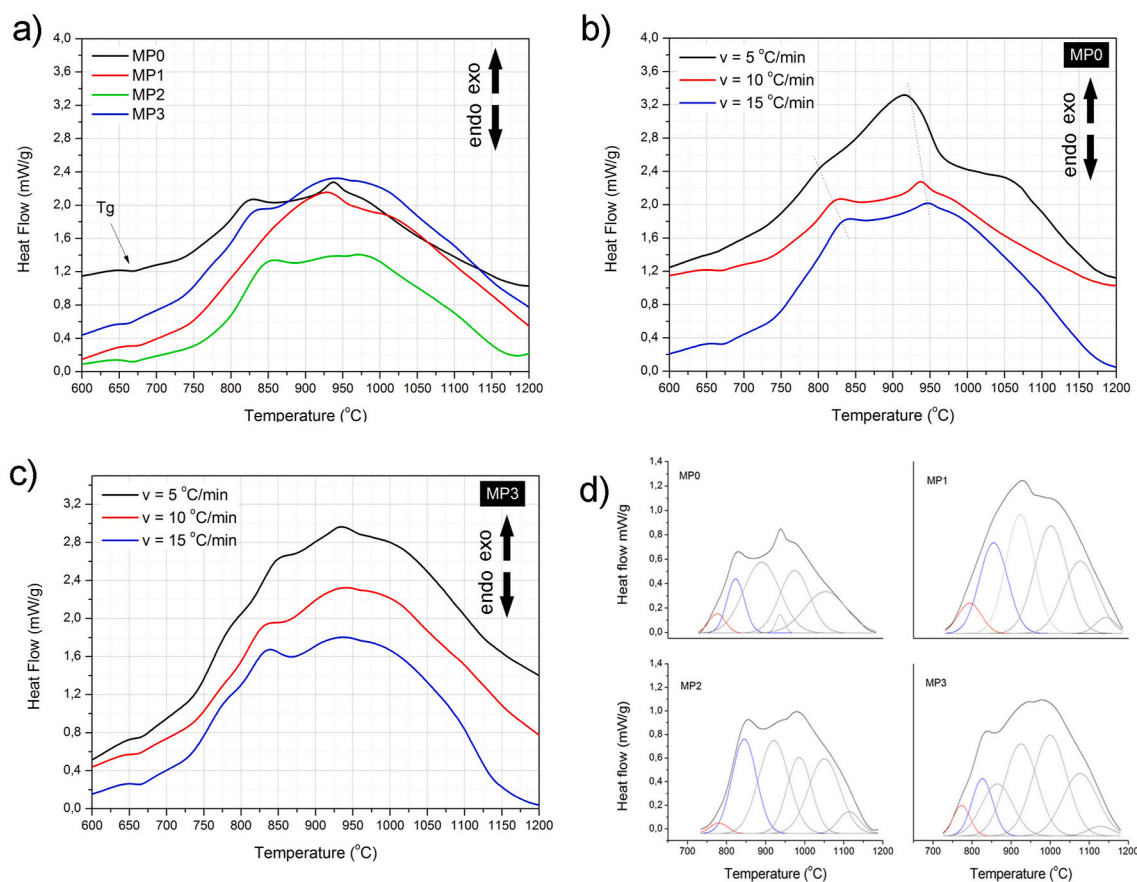 a)
4,0
3,6
3,2
2,8
2,4
2,0
1,6
1,2
0,8
0,4
0,0
Heat Flow (mW/g)
MP0
MP1
MP2
MP3
endo exo
Tg
600 650 700 750 800 850 900 950 1000 1050 1100 1150 1200
Temperature (°C)
b)
4,0
3,6
3,2
2,8
2,4
2,0
1,6
1,2
0,8
0,4
0,0
Heat Flow (mW/g)
v = 5 °C/min
v = 10 °C/min
v = 15 °C/min
MP0
endo exo
600 650 700 750 800 850 900 950 1000 1050 1100 1150 1200
Temperature (°C)
c)
3,2
2,8
2,4
2,0
1,6
1,2
0,8
0,4
0,0
Heat Flow (mW/g)
v = 5 °C/min
v = 10 °C/min
v = 15 °C/min
MP3
endo exo
600 650 700 750 800 850 900 950 1000 1050 1100 1150 1200
Temperature (°C)
d)
1,4
1,2
1,0
0,8
0,6
0,4
0,2
0,0
Heat flow mW/g)
MP0
MP1
1,4
1,2
1,0
0,8
0,6
0,4
0,2
0,0
Heat flow (mW/g)
MP2
MP3
700 800 900 1000 1100 1200
Temperature (°C)
700 800 900 1000 1100 1200
Temperature (°C)